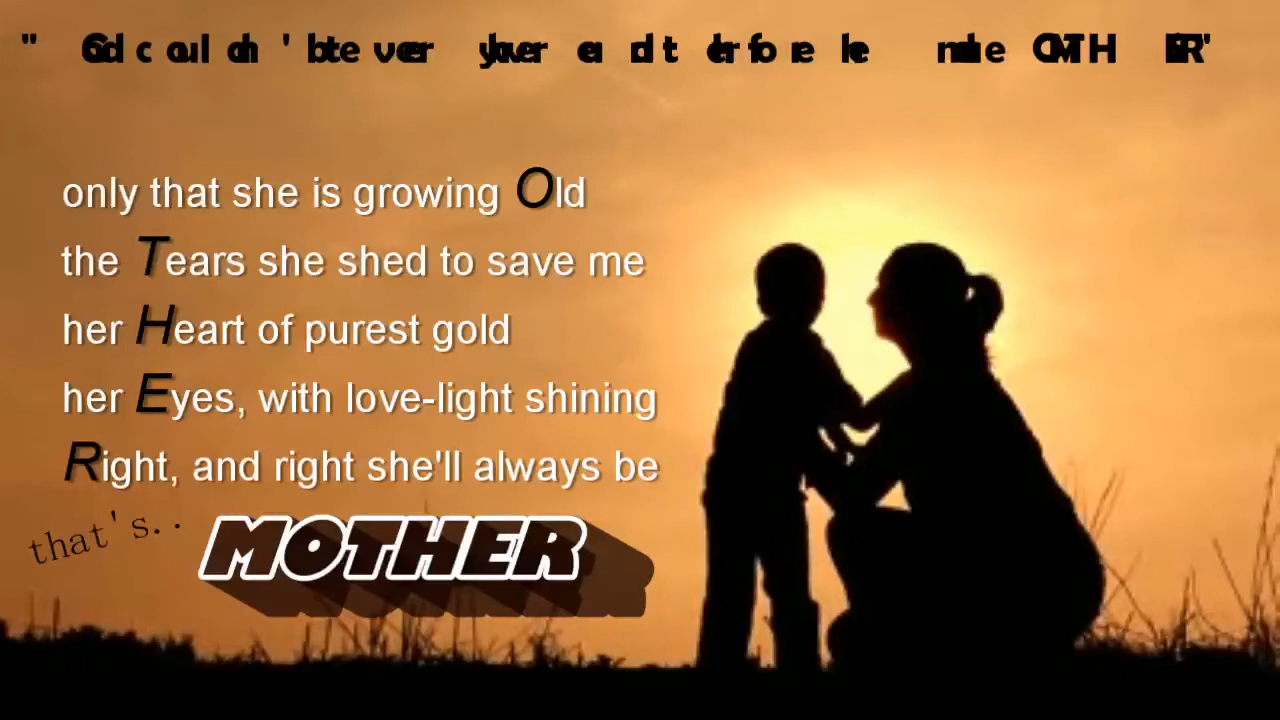 only that she is growing Old
the Tears she shed to save me
her Heart of purest gold
her Eyes, with love-light shining
Right, and right she'll always be
that's..
MOTHER